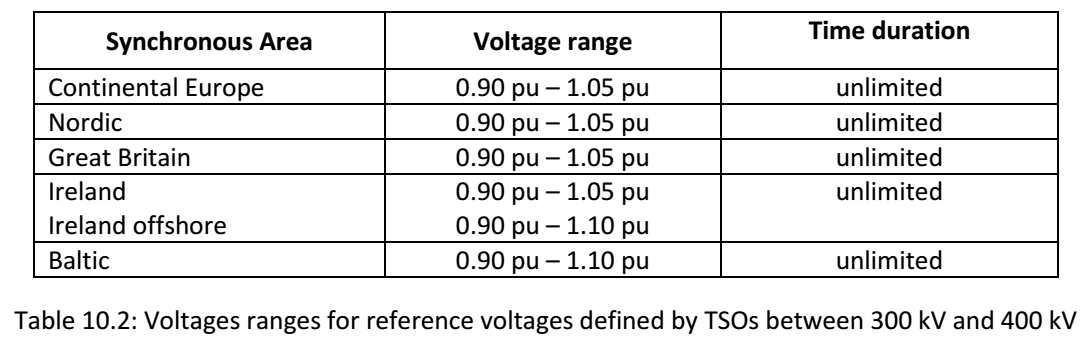 Synchronous Area Voltage range Time duration
Continental Europe 0.90 pu – 1.05 pu unlimited
Nordic 0.90 pu – 1.05 pu unlimited
Great Britain 0.90 pu – 1.05 pu unlimited
Ireland 0.90 pu – 1.05 pu unlimited
Ireland offshore 0.90 pu – 1.10 pu
Baltic 0.90 pu – 1.10 pu unlimited
Table 10.2: Voltages ranges for reference voltages defined by TSOs between 300 kV and 400 kV